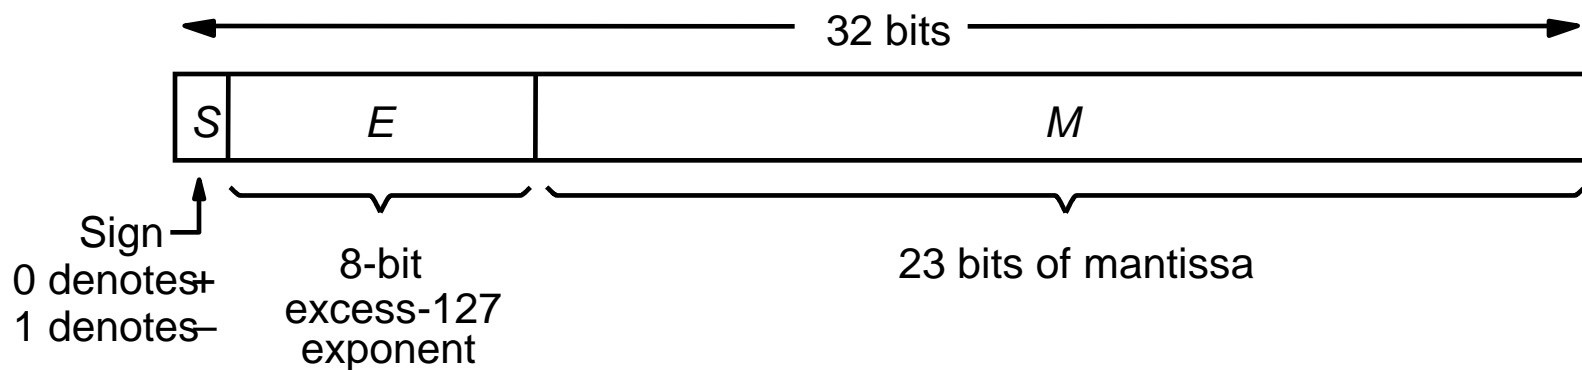 32 bits
S E M
Sign
0 denotes+
1 denotes–
8-bit
excess-127
exponent
23 bits of mantissa